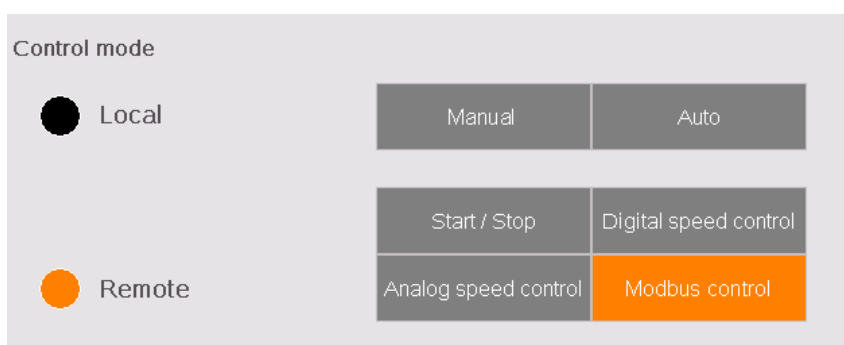 Control mode
Local
Manual
Auto
Start / Stop
Digital speed control
Remote
Analog speed control
Modbus control